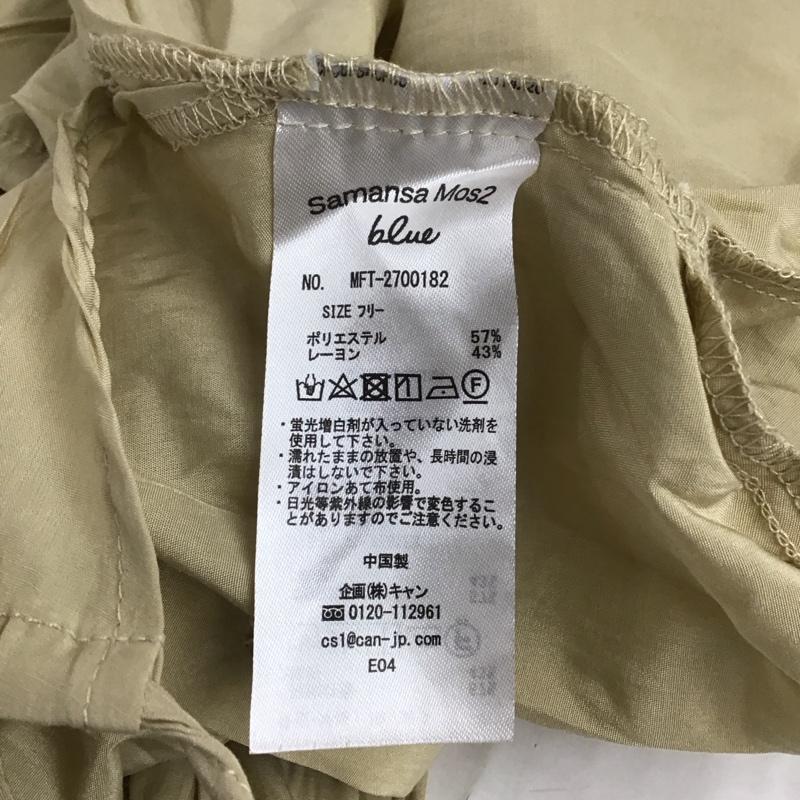 Samansa Mos2
blue
NO. MFT-2700182
SIZE フリー
ポリエステル 57%
レーヨン 43%
F
・蛍光増白剤が入っていない洗剤を
使用して下さい。
・濡れたままの放置や、長時間の浸
漬はしないで下さい。
・アイロンあて布使用。
・日光等紫外線の影響で変色するこ
とがありますのでご注意ください。
中国製
企画(株)キャン
0120-112961
cs1@can-jp.com
E04